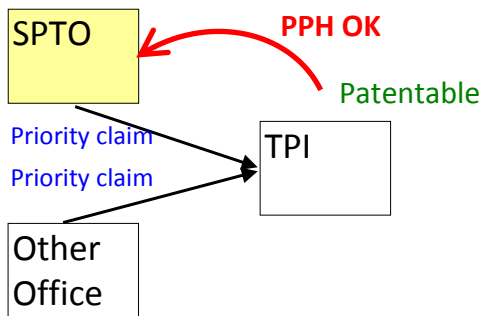 SPTO
PPH OK
Patentable
Priority claim
TPI
Priority claim
Other
Office